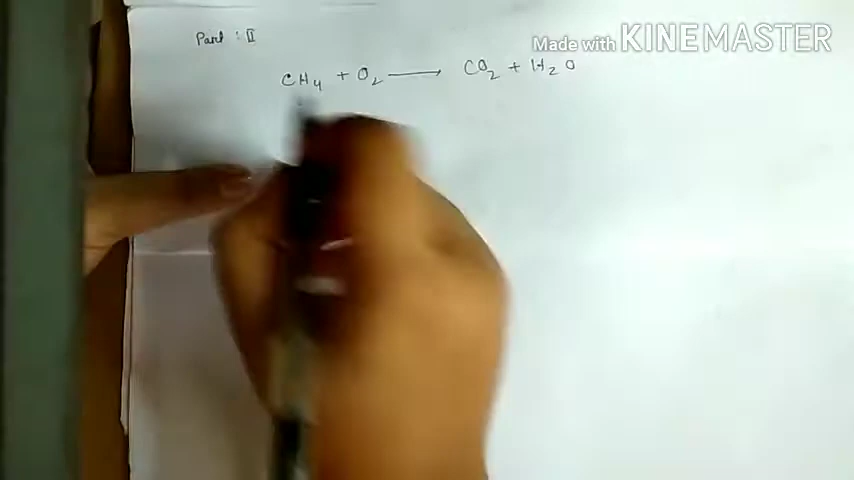 Part : II
Made with KINEMASTER
CH4 + O2 ⟶ CO2 + H2O